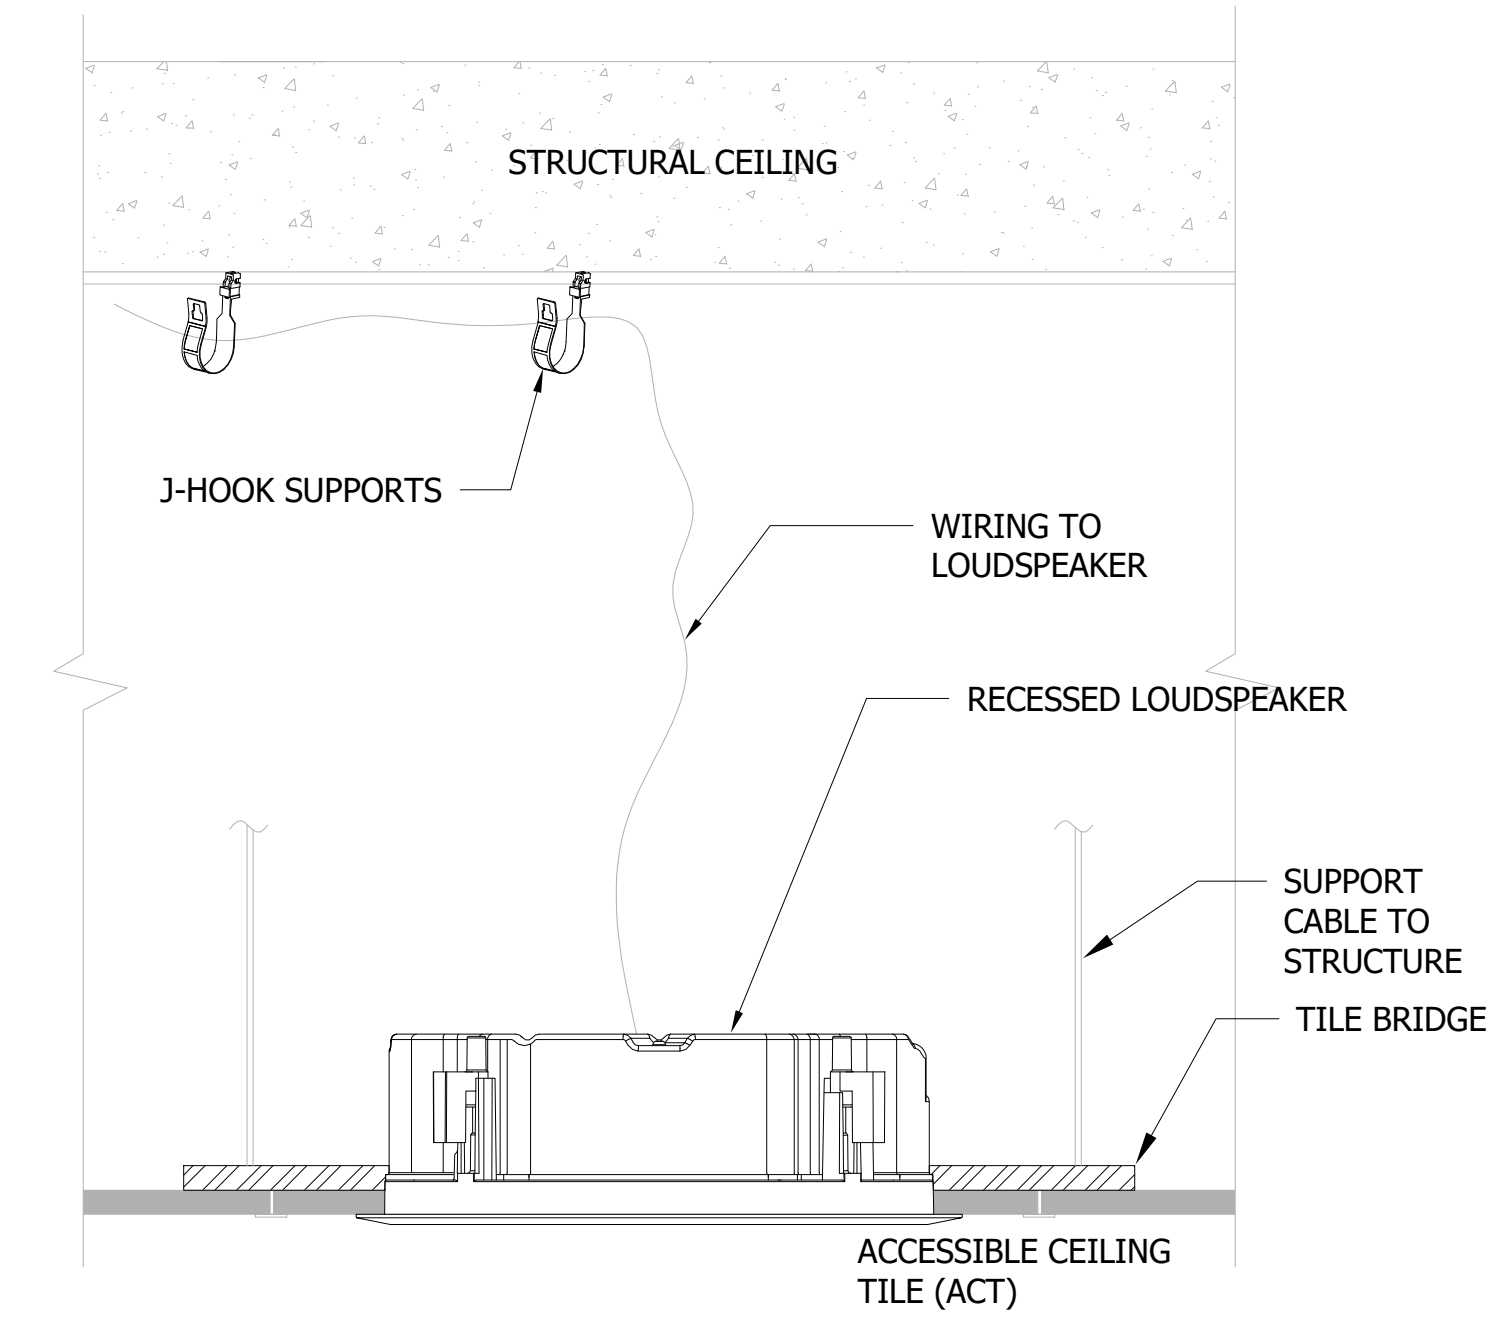 STRUCTURAL CEILING
J-HOOK SUPPORTS
WIRING TO
LOUDSPEAKER
RECESSED LOUDSPEAKER
SUPPORT
CABLE TO
STRUCTURE
TILE BRIDGE
ACCESSIBLE CEILING
TILE (ACT)